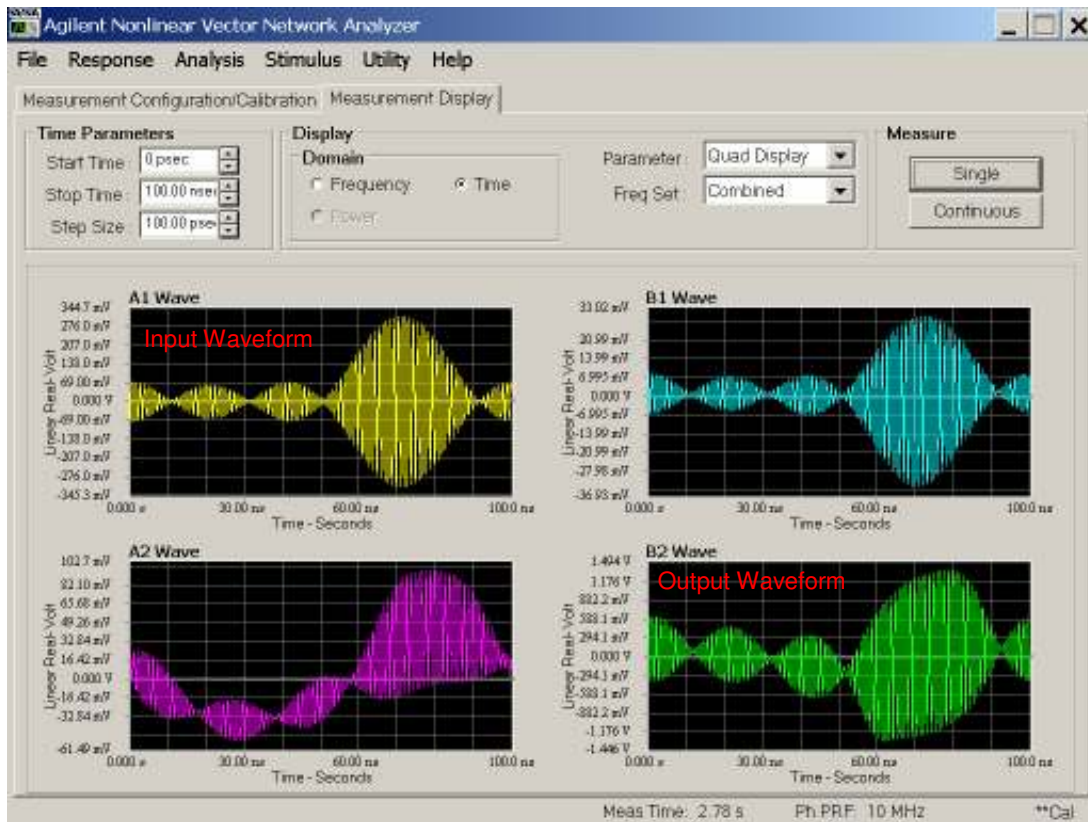 Agilent Nonlinear Vector Network Analyzer
File Response Analysis Stimulus Utility Help
Measurement Configuration/Calibration Measurement Display
Time Parameters
Start Time : 0 psec
Stop Time : 100.00 nsec
Step Size : 100.00 psec
Display
Domain
Frequency Time
Power
Parameter : Quad Display
Freq Set : Combined
Measure
Single
Continuous
A1 Wave
Input Waveform
Linear Real- Volt
344.7 mV
276.0 mV
207.0 mV
138.0 mV
69.00 mV
0.000 V
-69.00 mV
-138.0 mV
-207.0 mV
-276.0 mV
-345.3 mV
0.000 s 30.00 ns 60.00 ns 100.0 ns
Time - Seconds
B1 Wave
Linear Real- Volt
33.02 mV
20.99 mV
13.99 mV
6.995 mV
0.000 V
-6.995 mV
-13.99 mV
-20.99 mV
-27.98 mV
-36.93 mV
0.000 s 30.00 ns 60.00 ns 100.0 ns
Time - Seconds
A2 Wave
Linear Real- Volt
102.7 mV
82.10 mV
65.68 mV
49.26 mV
32.84 mV
16.42 mV
0.000 V
-16.42 mV
-32.84 mV
-61.49 mV
0.000 s 30.00 ns 60.00 ns 100.0 ns
Time - Seconds
B2 Wave
Output Waveform
Linear Real- Volt
1.494 V
1.176 V
882.2 mV
588.1 mV
294.1 mV
0.000 V
-294.1 mV
-588.1 mV
-882.2 mV
-1.176 V
-1.446 V
0.000 s 30.00 ns 60.00 ns 100.0 ns
Time - Seconds
Meas Time: 2.78 s Ph PRF: 10 MHz **Cal